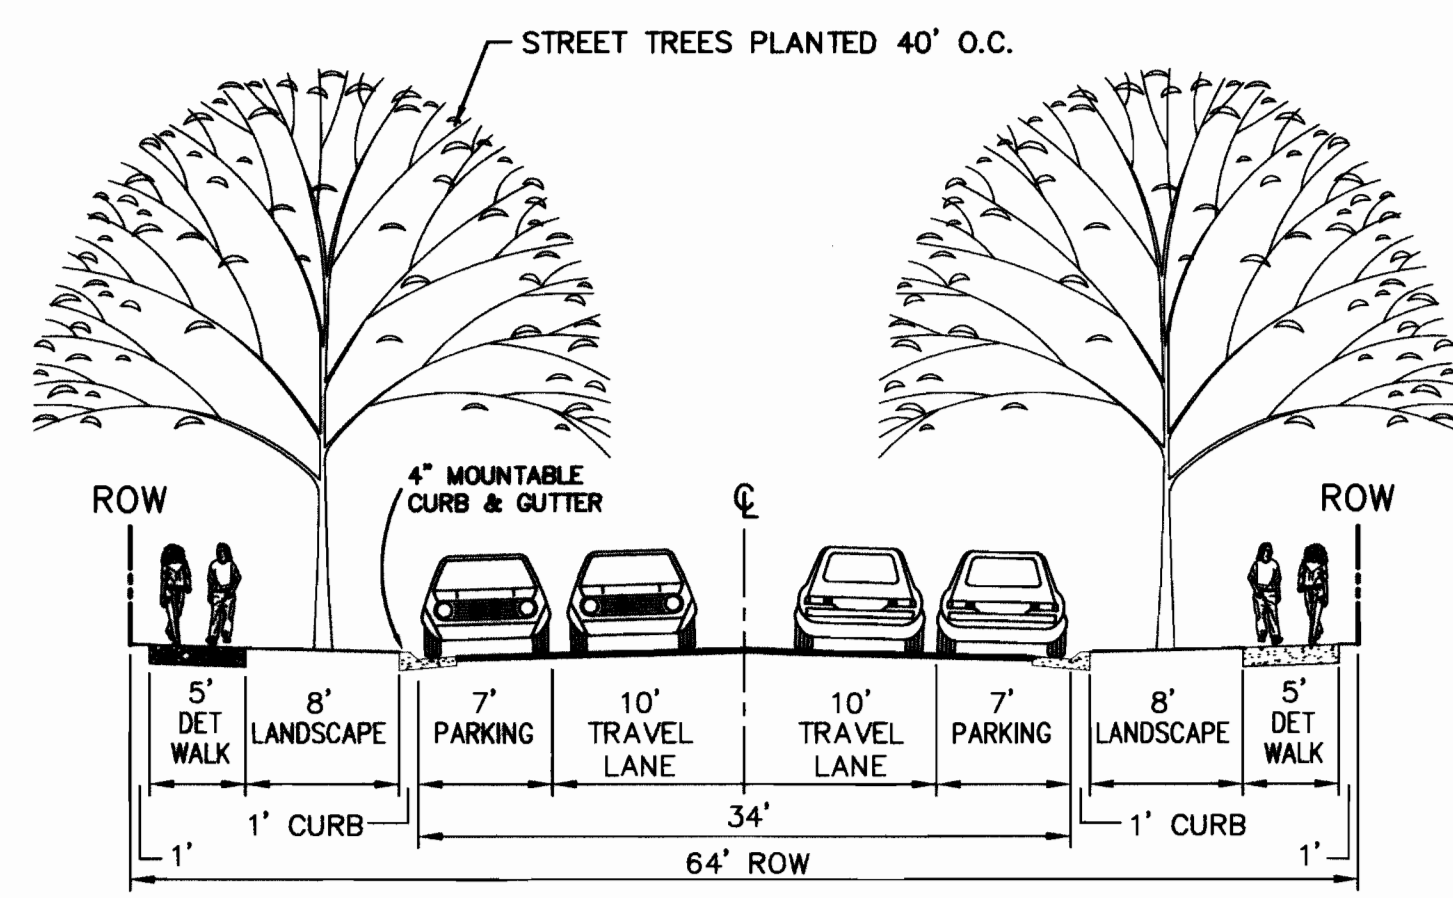 STREET TREES PLANTED 40' O.C.
4" MOUNTABLE
CURB & GUTTER
ROW
℄
ROW
5'
DET
WALK
8'
LANDSCAPE
7'
PARKING
10'
TRAVEL
LANE
10'
TRAVEL
LANE
7'
PARKING
8'
LANDSCAPE
5'
DET
WALK
1' CURB
34'
1' CURB
1'
64' ROW
1'